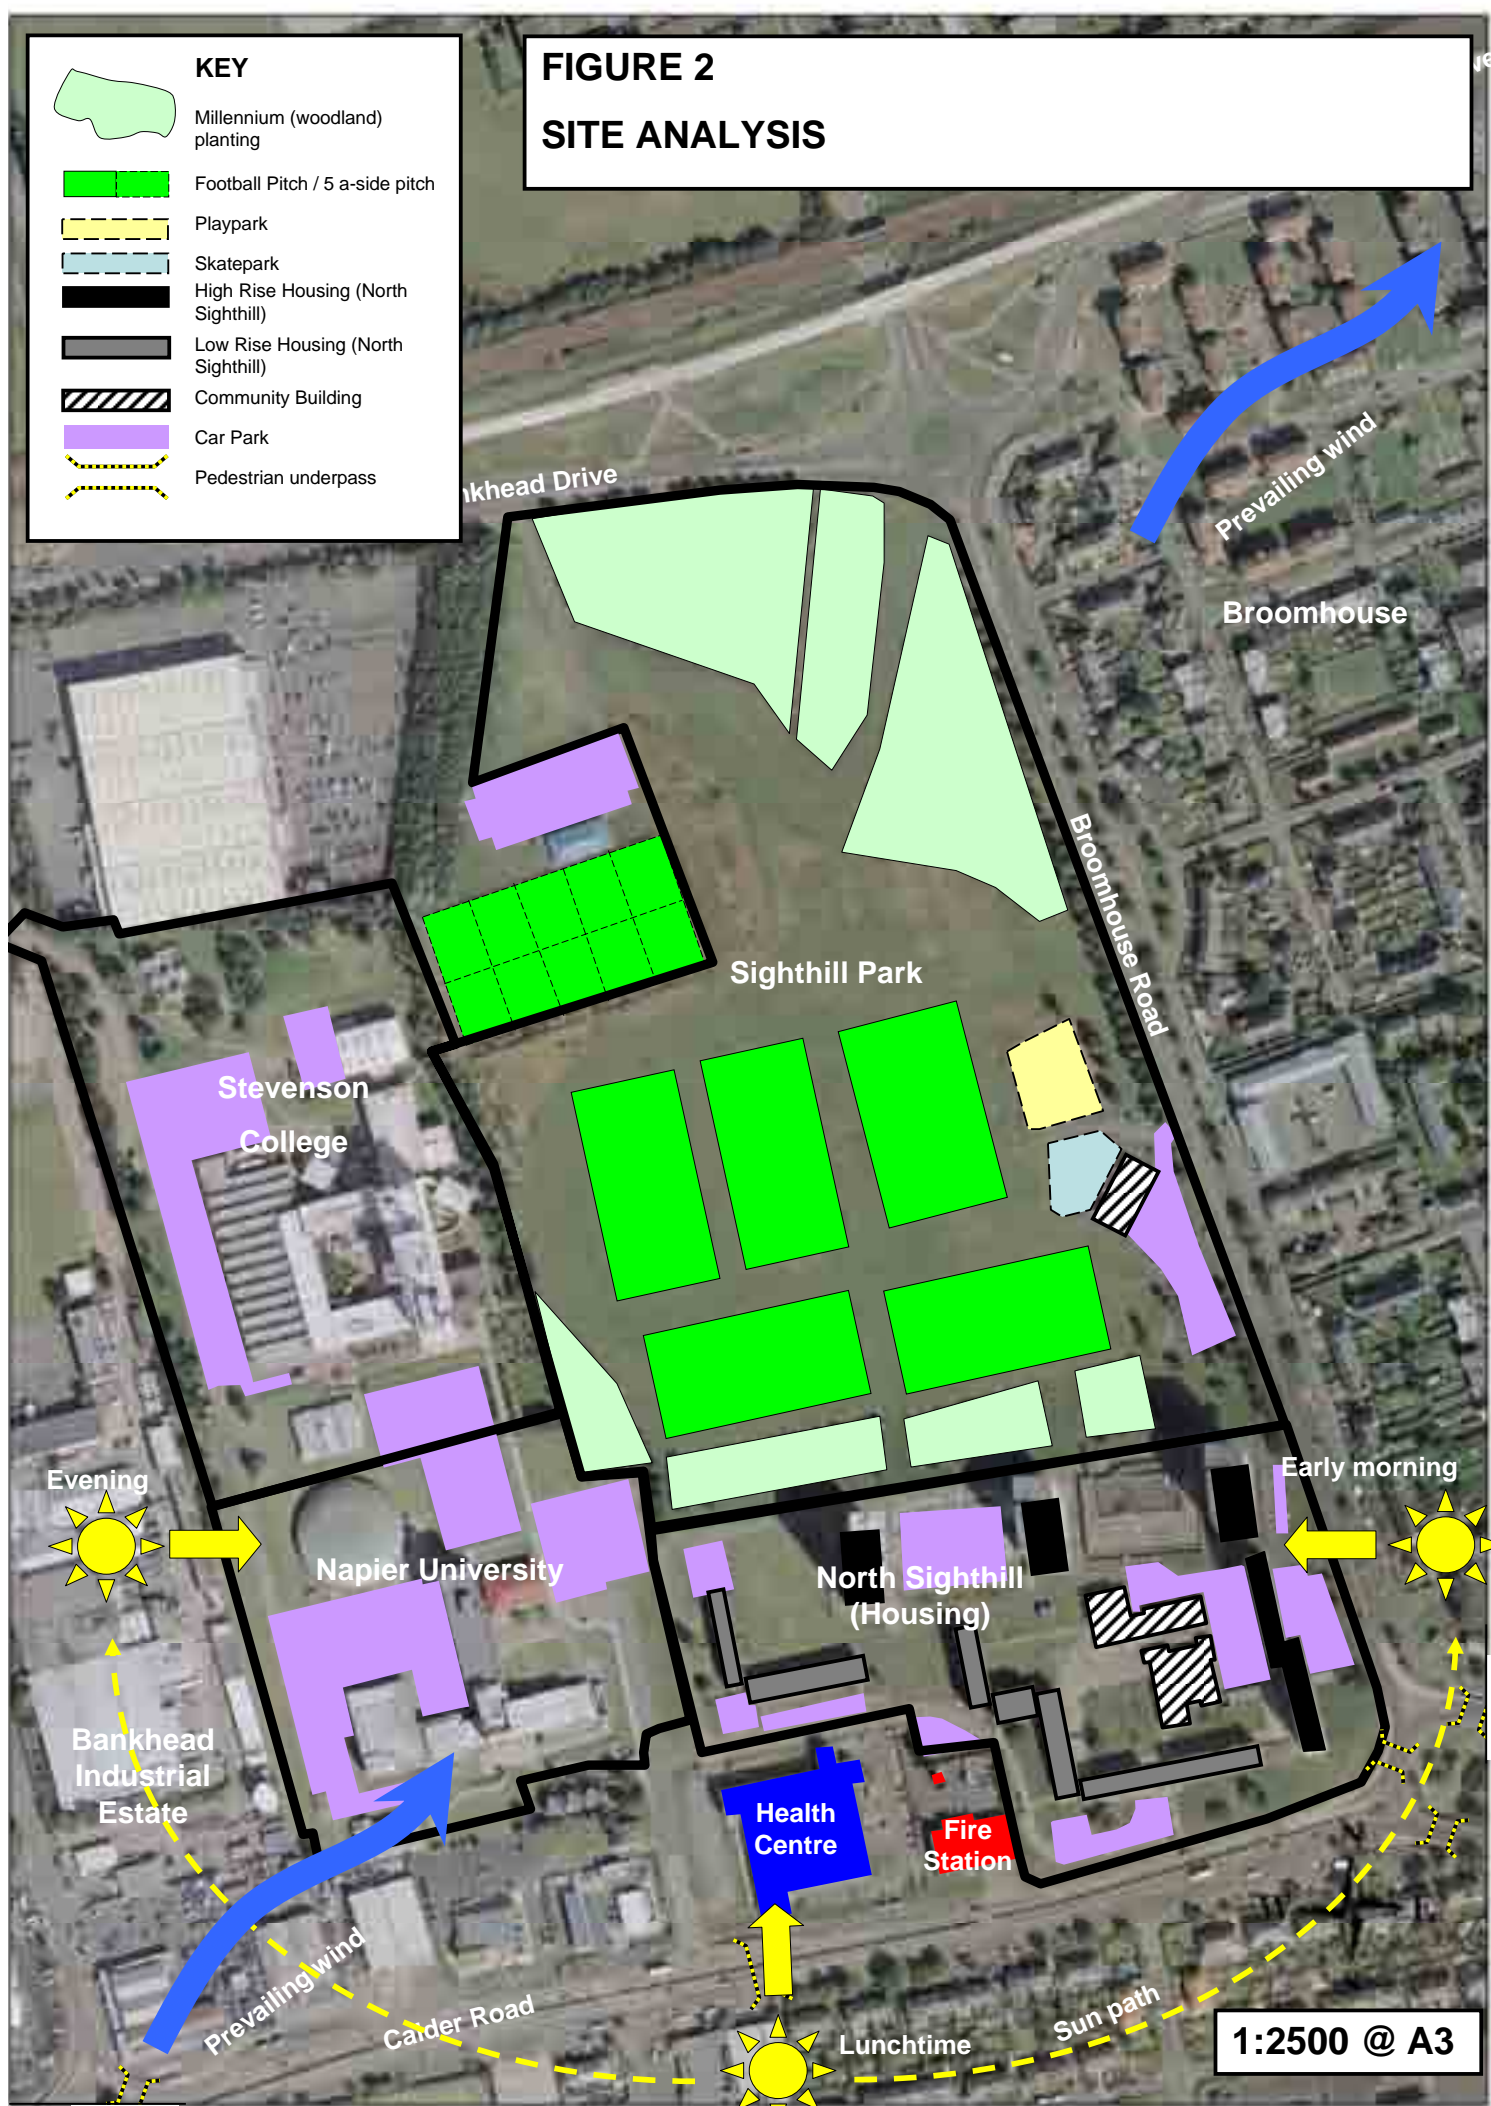 KEY
Millennium (woodland)
planting
Football Pitch / 5 a-side pitch
Playpark
Skatepark
High Rise Housing (North
Sighthill)
Low Rise Housing (North
Sighthill)
Community Building
Car Park
Pedestrian underpass
FIGURE 2
SITE ANALYSIS
nkhead Drive
Prevailing wind
Broomhouse
Broomhouse Road
Sighthill Park
Stevenson
College
Evening
Early morning
Napier University
North Sighthill
(Housing)
Bankhead
Industrial
Estate
Health
Centre
Fire
Station
Prevailing wind
Calder Road
Lunchtime
Sun path
1:2500 @ A3